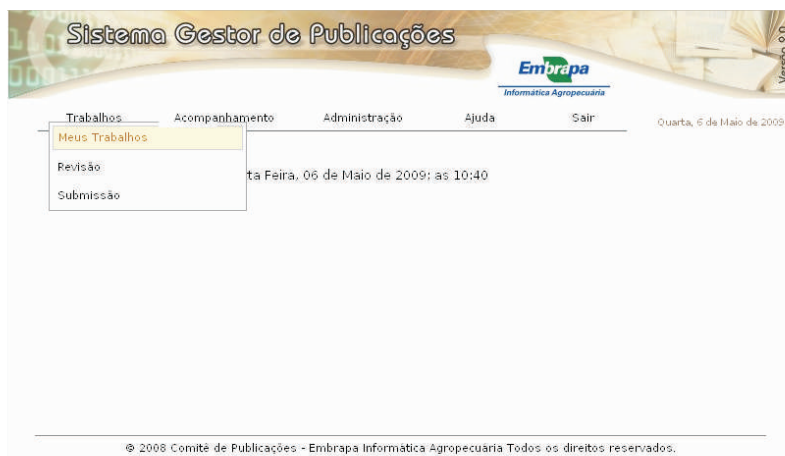 Sistema Gestor de Publicações
Versão 9.0
Embrapa
Informática Agropecuária
Trabalhos Acompanhamento Administração Ajuda Sair
Quarta, 6 de Maio de 2009
Meus Trabalhos
Revisão
ta Feira, 06 de Maio de 2009: as 10:40
Submissão
© 2008 Comitê de Publicações - Embrapa Informática Agropecuária Todos os direitos reservados.